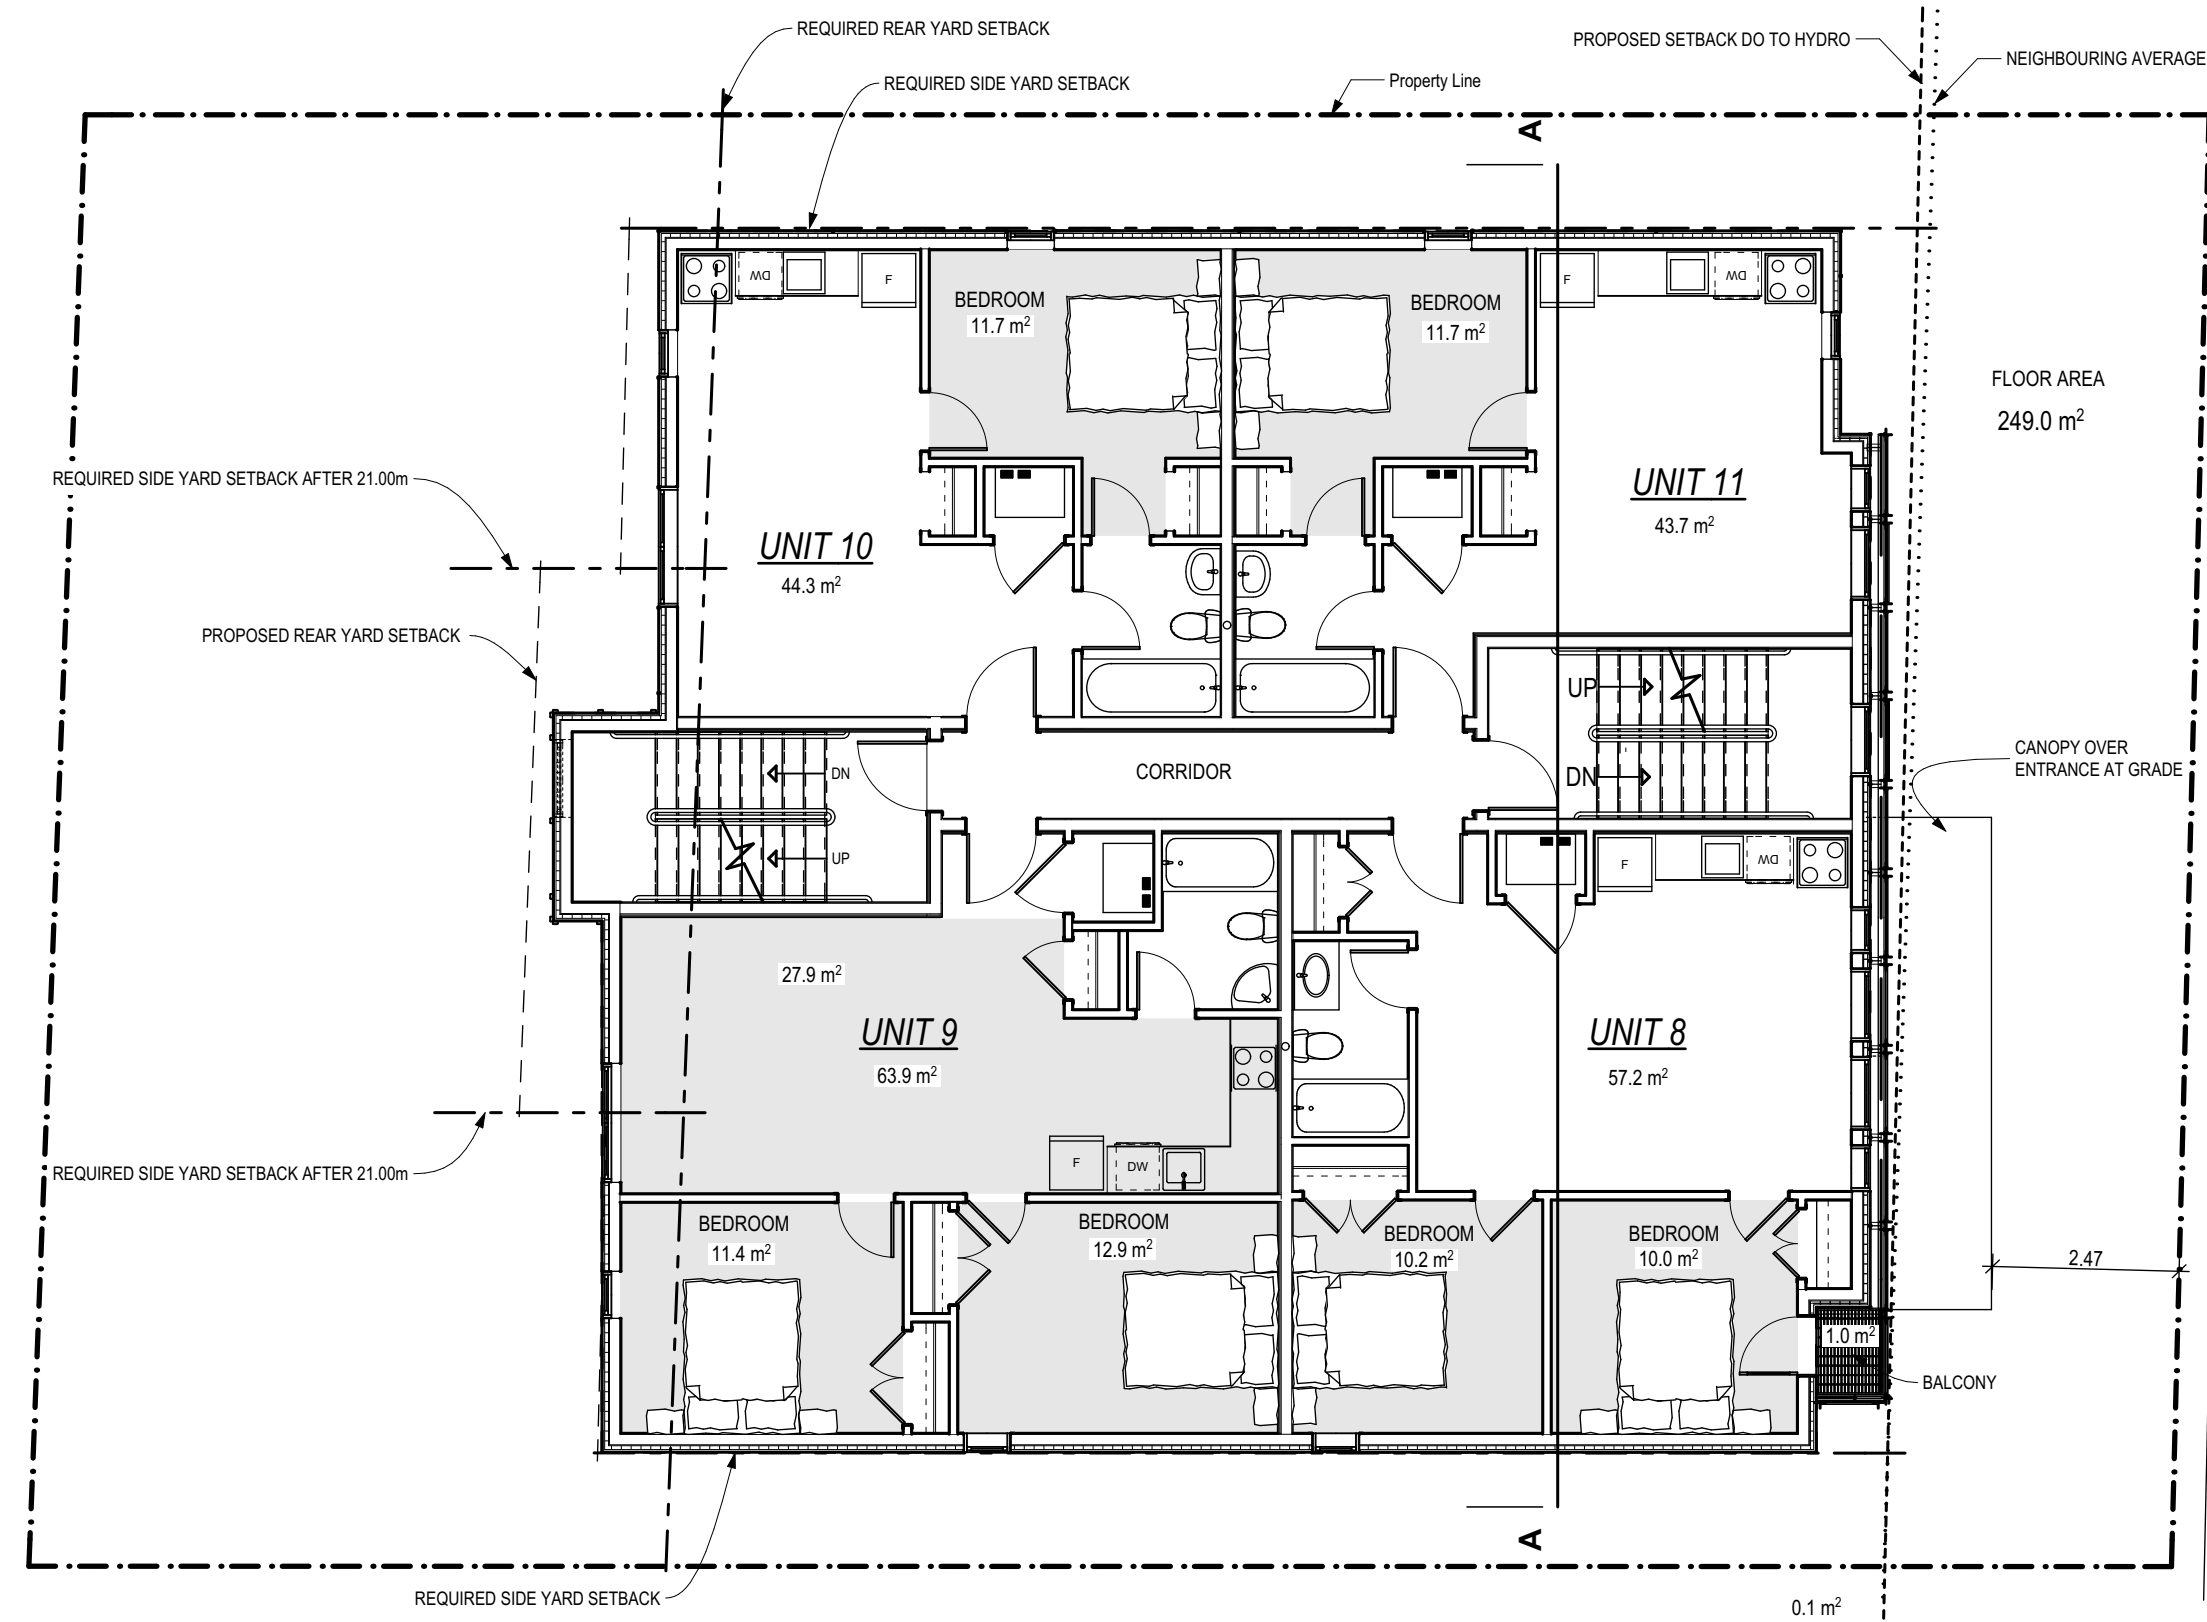 REQUIRED REAR YARD SETBACK
PROPOSED SETBACK DO TO HYDRO
NEIGHBOURING AVERAGE
REQUIRED SIDE YARD SETBACK
Property Line
A
DW
F
BEDROOM
11.7 m²
BEDROOM
11.7 m²
F
DW
FLOOR AREA
249.0 m²
REQUIRED SIDE YARD SETBACK AFTER 21.00m
UNIT 11
43.7 m²
UNIT 10
44.3 m²
PROPOSED REAR YARD SETBACK
UP
DN
CORRIDOR
DN
UP
CANOPY OVER
ENTRANCE AT GRADE
F
DW
27.9 m²
UNIT 9
63.9 m²
UNIT 8
57.2 m²
REQUIRED SIDE YARD SETBACK AFTER 21.00m
F
DW
BEDROOM
11.4 m²
BEDROOM
12.9 m²
BEDROOM
10.2 m²
BEDROOM
10.0 m²
2.47
1.0 m²
BALCONY
A
REQUIRED SIDE YARD SETBACK
0.1 m²